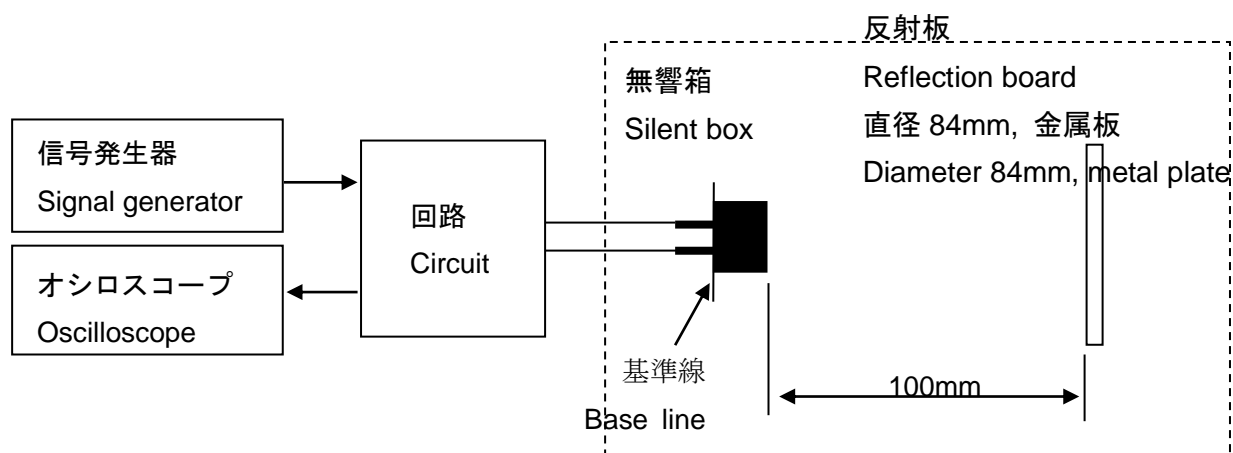 反射板
無響箱
Reflection board
Silent box
直径 84mm, 金属板
Diameter 84mm, metal plate
信号発生器
Signal generator
回路
Circuit
オシロスコープ
Oscilloscope
基準線
Base line
100mm